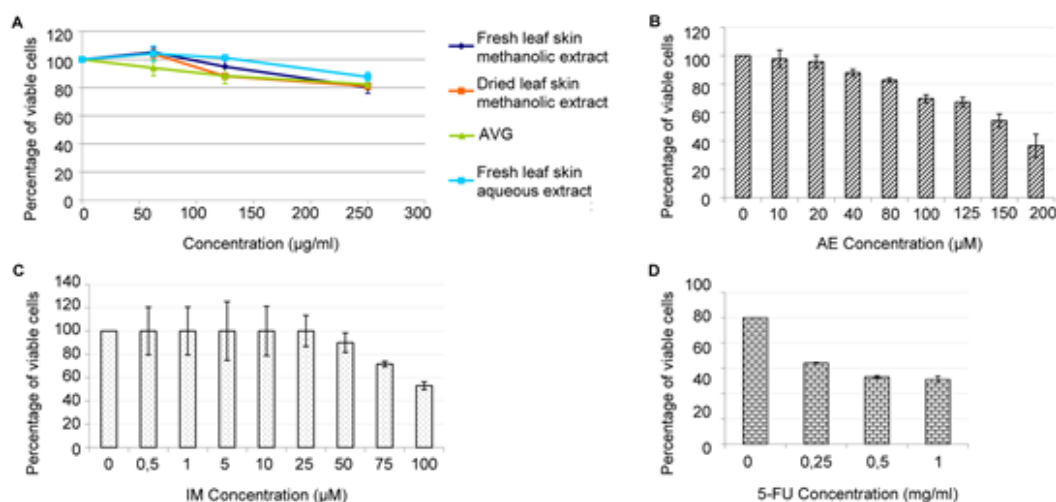 A
Percentage of viable cells
120
100
80
60
40
20
0
0 50 100 150 200 250 300
Concentration (µg/ml)
Fresh leaf skin
methanolic extract
Dried leaf skin
methanolic extract
AVG
Fresh leaf skin
aqueous extract
B
Percentage of viable cells
120
100
80
60
40
20
0
0 10 20 40 80 100 125 150 200
AE Concentration (µM)
C
Percentage of viable cells
140
120
100
80
60
40
20
0
0 0,5 1 5 10 25 50 75 100
IM Concentration (µM)
D
Percentage of viable cells
100
80
60
40
20
0
0 0,25 0,5 1
5-FU Concentration (mg/ml)